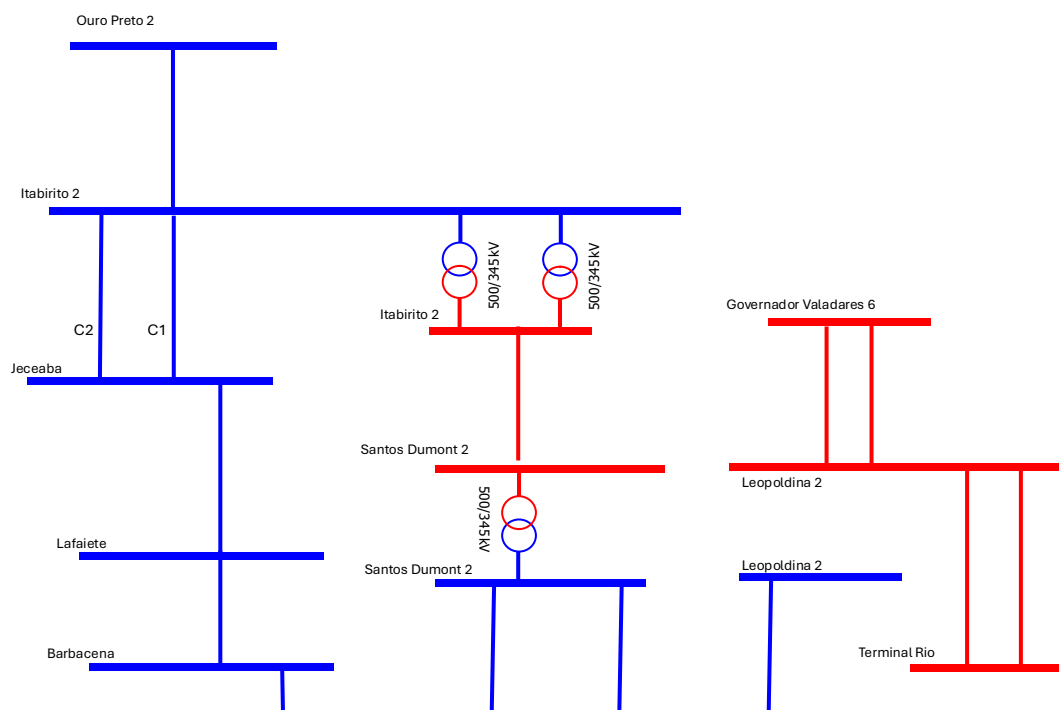 Ouro Preto 2
Itabirito 2
500/345kV
500/345kV
Itabirito 2
Governador Valadares 6
C2
C1
Jeceaba
Santos Dumont 2
Leopoldina 2
500/345kV
Lafaiete
Santos Dumont 2
Leopoldina 2
Barbacena
Terminal Rio